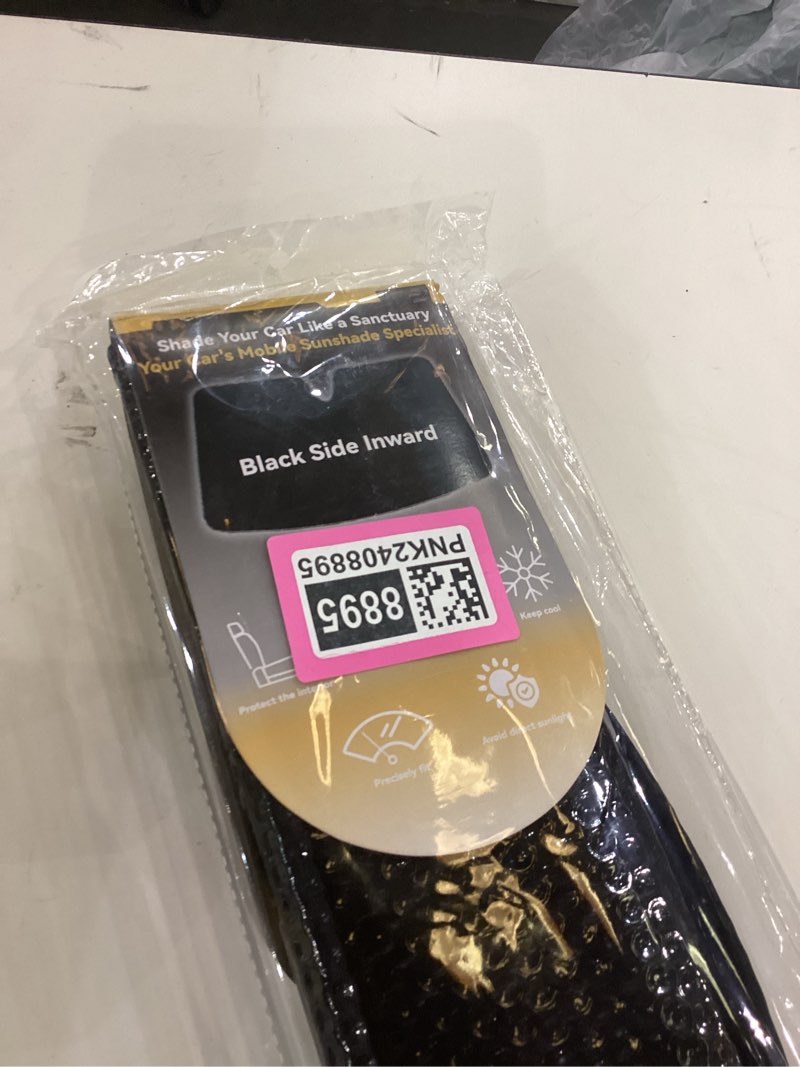 Shade Your Car Like a Sanctuary
Your Car's Mobile Sunshade Specialist
Black Side Inward
PNK2408895
8895
Keep cool
Protect the interior
Avoid direct sunlight
Precisely fit